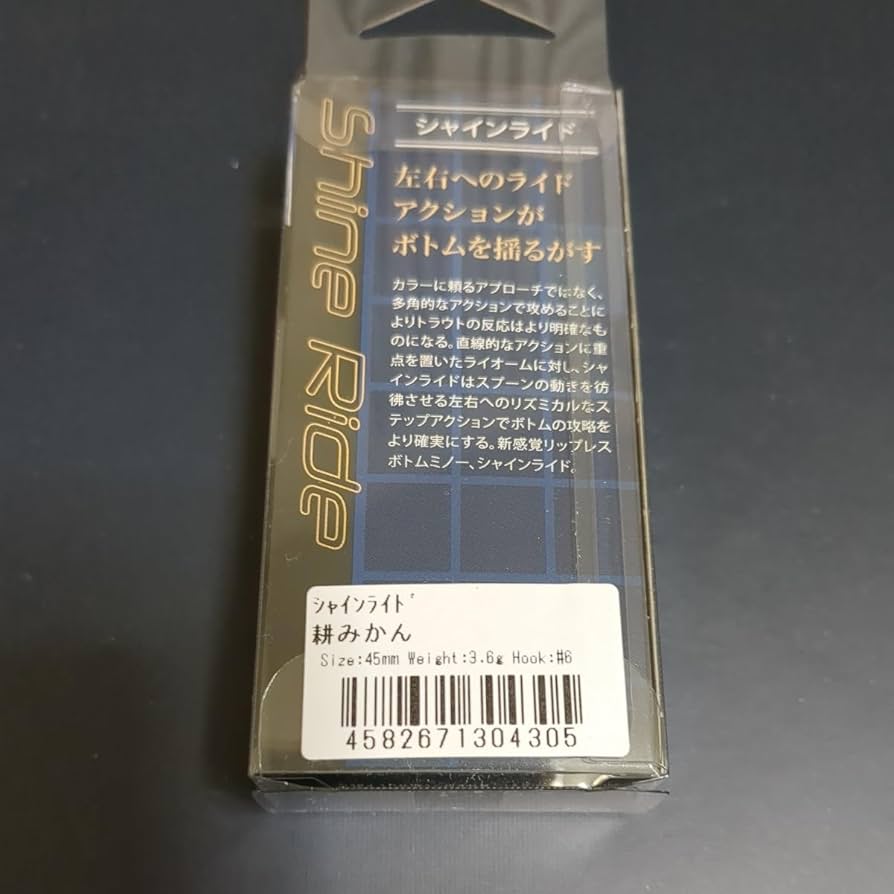 Shine Ride
シャインライド
左右へのライド
アクションが
ボトムを揺るがす
カラーに頼るアプローチではなく、
多角的なアクションで攻めることに
よりトラウトの反応はより明確なも
のになる。直線的なアクションに重
点を置いたライオームに対し、シャ
インライドはスプーンの動きを彷
彿させる左右へのリズミカルなス
テップアクションでボトムの攻略を
より確実にする。新感覚リップレス
ボトムミノー、シャインライド。
ｼｬｲﾝﾗｲﾄﾞ
耕みかん
Size:45mm Weight:3.6g Hook:#6
4582671304305